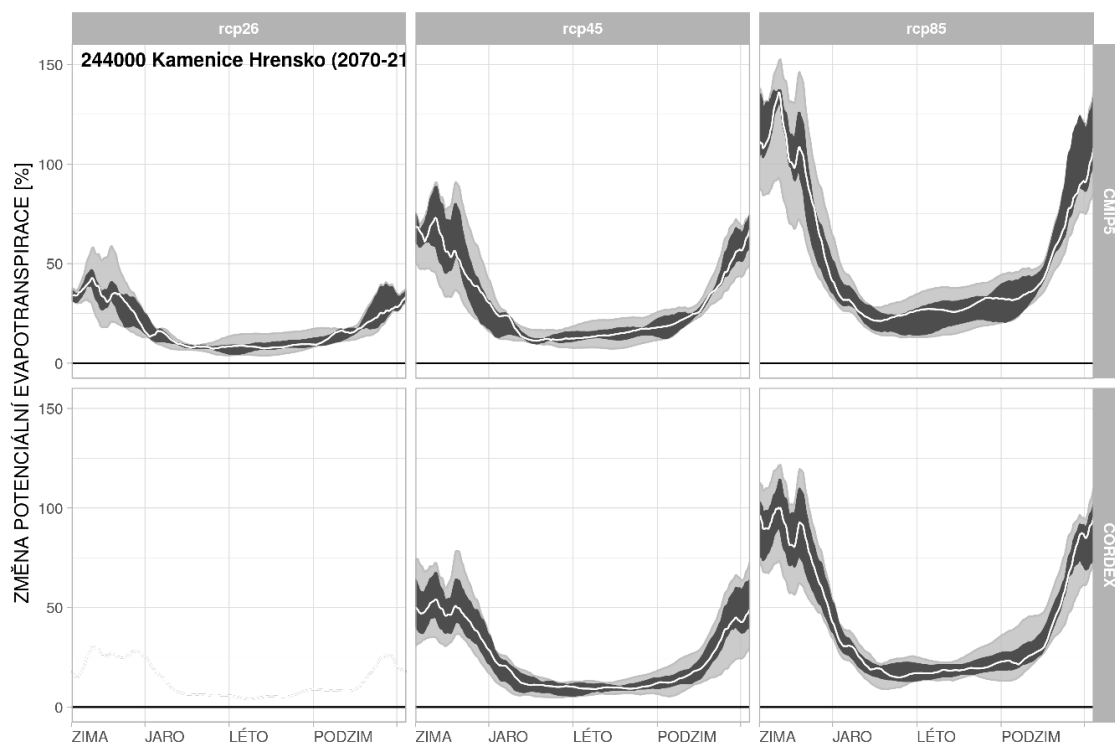 rcp26 rcp45 rcp85
244000 Kamenice Hrensko (2070-21
150
100
50
0
CMIP5
ZMĚNA POTENCIÁLNÍ EVAPOTRANSPIRACE [%]
150
100
50
0
CORDEX
ZIMA JARO LÉTO PODZIM ZIMA JARO LÉTO PODZIM ZIMA JARO LÉTO PODZIM